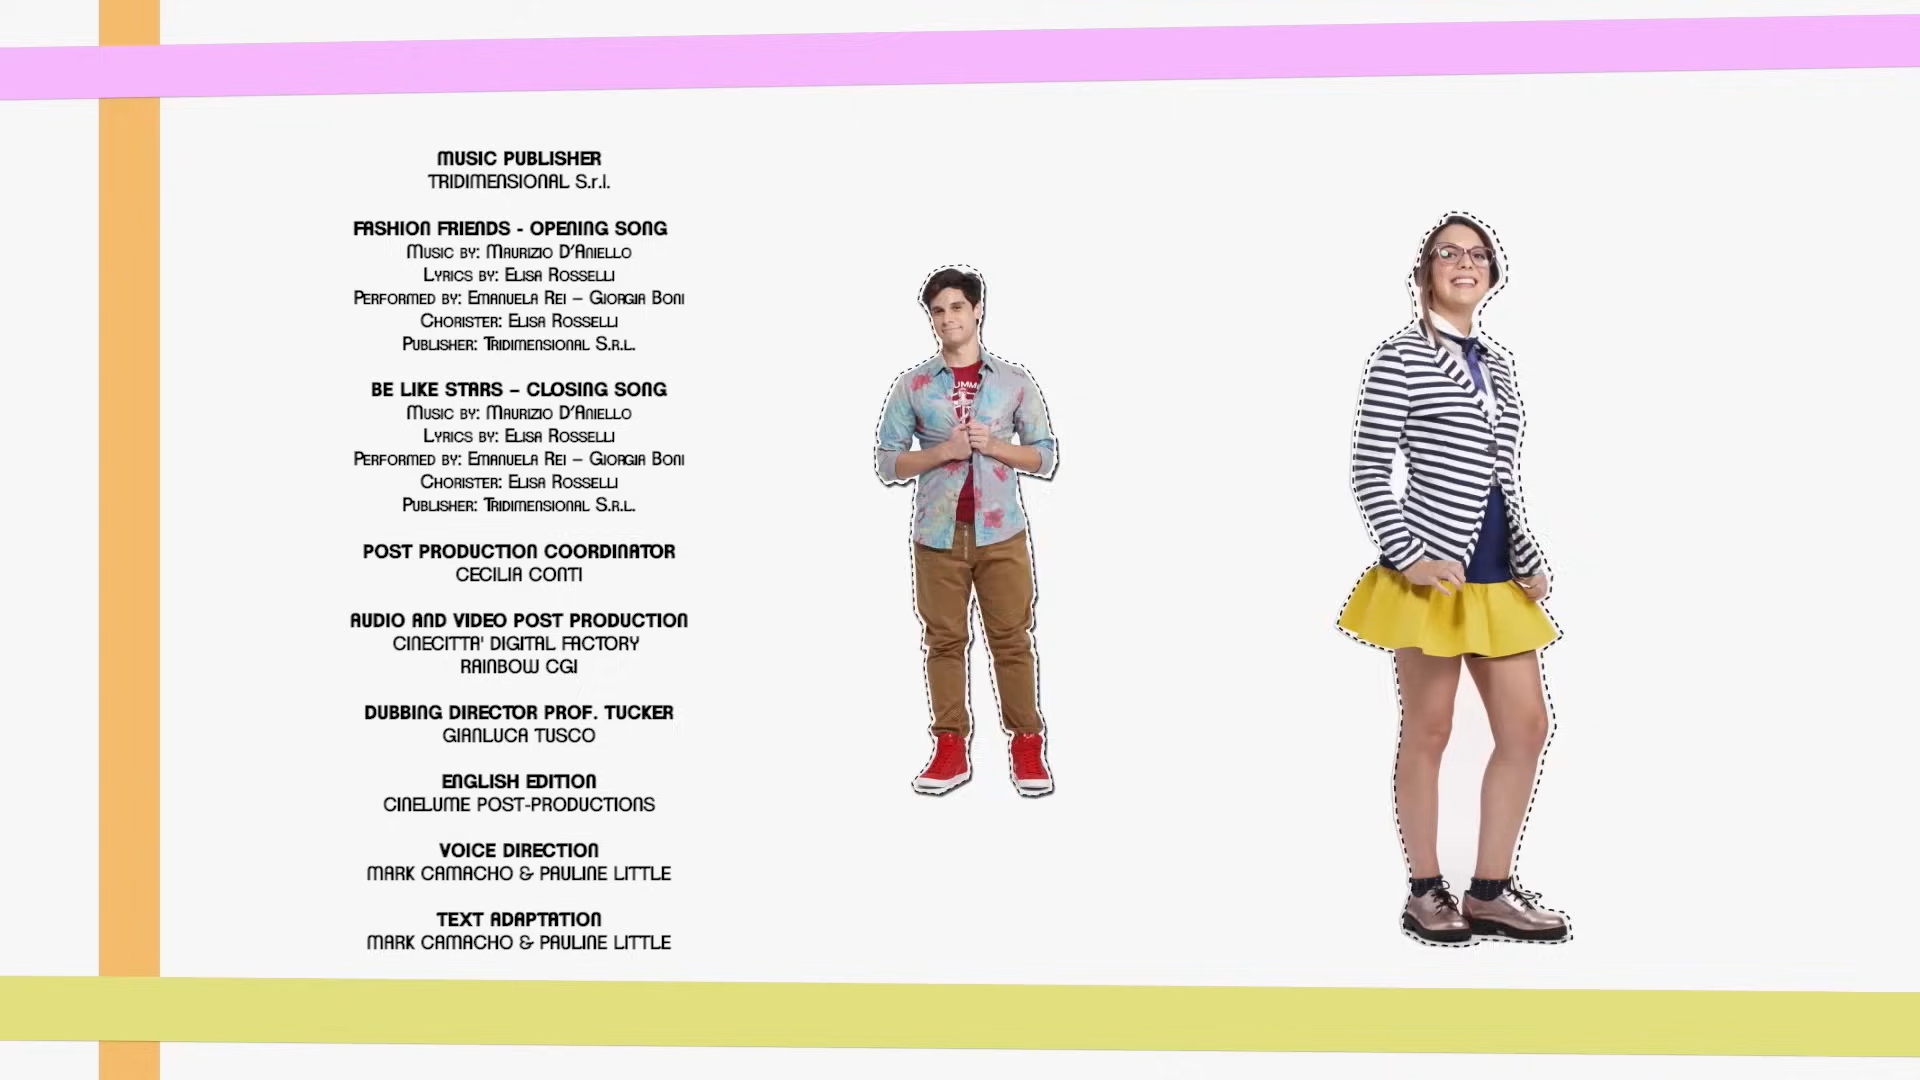 MUSIC PUBLISHER
TRIDIMENSIONAL S.r.l.
FASHION FRIENDS - OPENING SONG
Music by: Maurizio D'Aniello
Lyrics by: Elisa Rosselli
Performed by: Emanuela Rei – Giorgia Boni
Chorister: Elisa Rosselli
Publisher: Tridimensional S.r.l.
BE LIKE STARS – CLOSING SONG
Music by: Maurizio D'Aniello
Lyrics by: Elisa Rosselli
Performed by: Emanuela Rei – Giorgia Boni
Chorister: Elisa Rosselli
Publisher: Tridimensional S.r.l.
POST PRODUCTION COORDINATOR
CECILIA CONTI
AUDIO AND VIDEO POST PRODUCTION
CINECITTA' DIGITAL FACTORY
RAINBOW CGI
DUBBING DIRECTOR PROF. TUCKER
GIANLUCA TUSCO
ENGLISH EDITION
CINELUME POST-PRODUCTIONS
VOICE DIRECTION
MARK CAMACHO & PAULINE LITTLE
TEXT ADAPTATION
MARK CAMACHO & PAULINE LITTLE